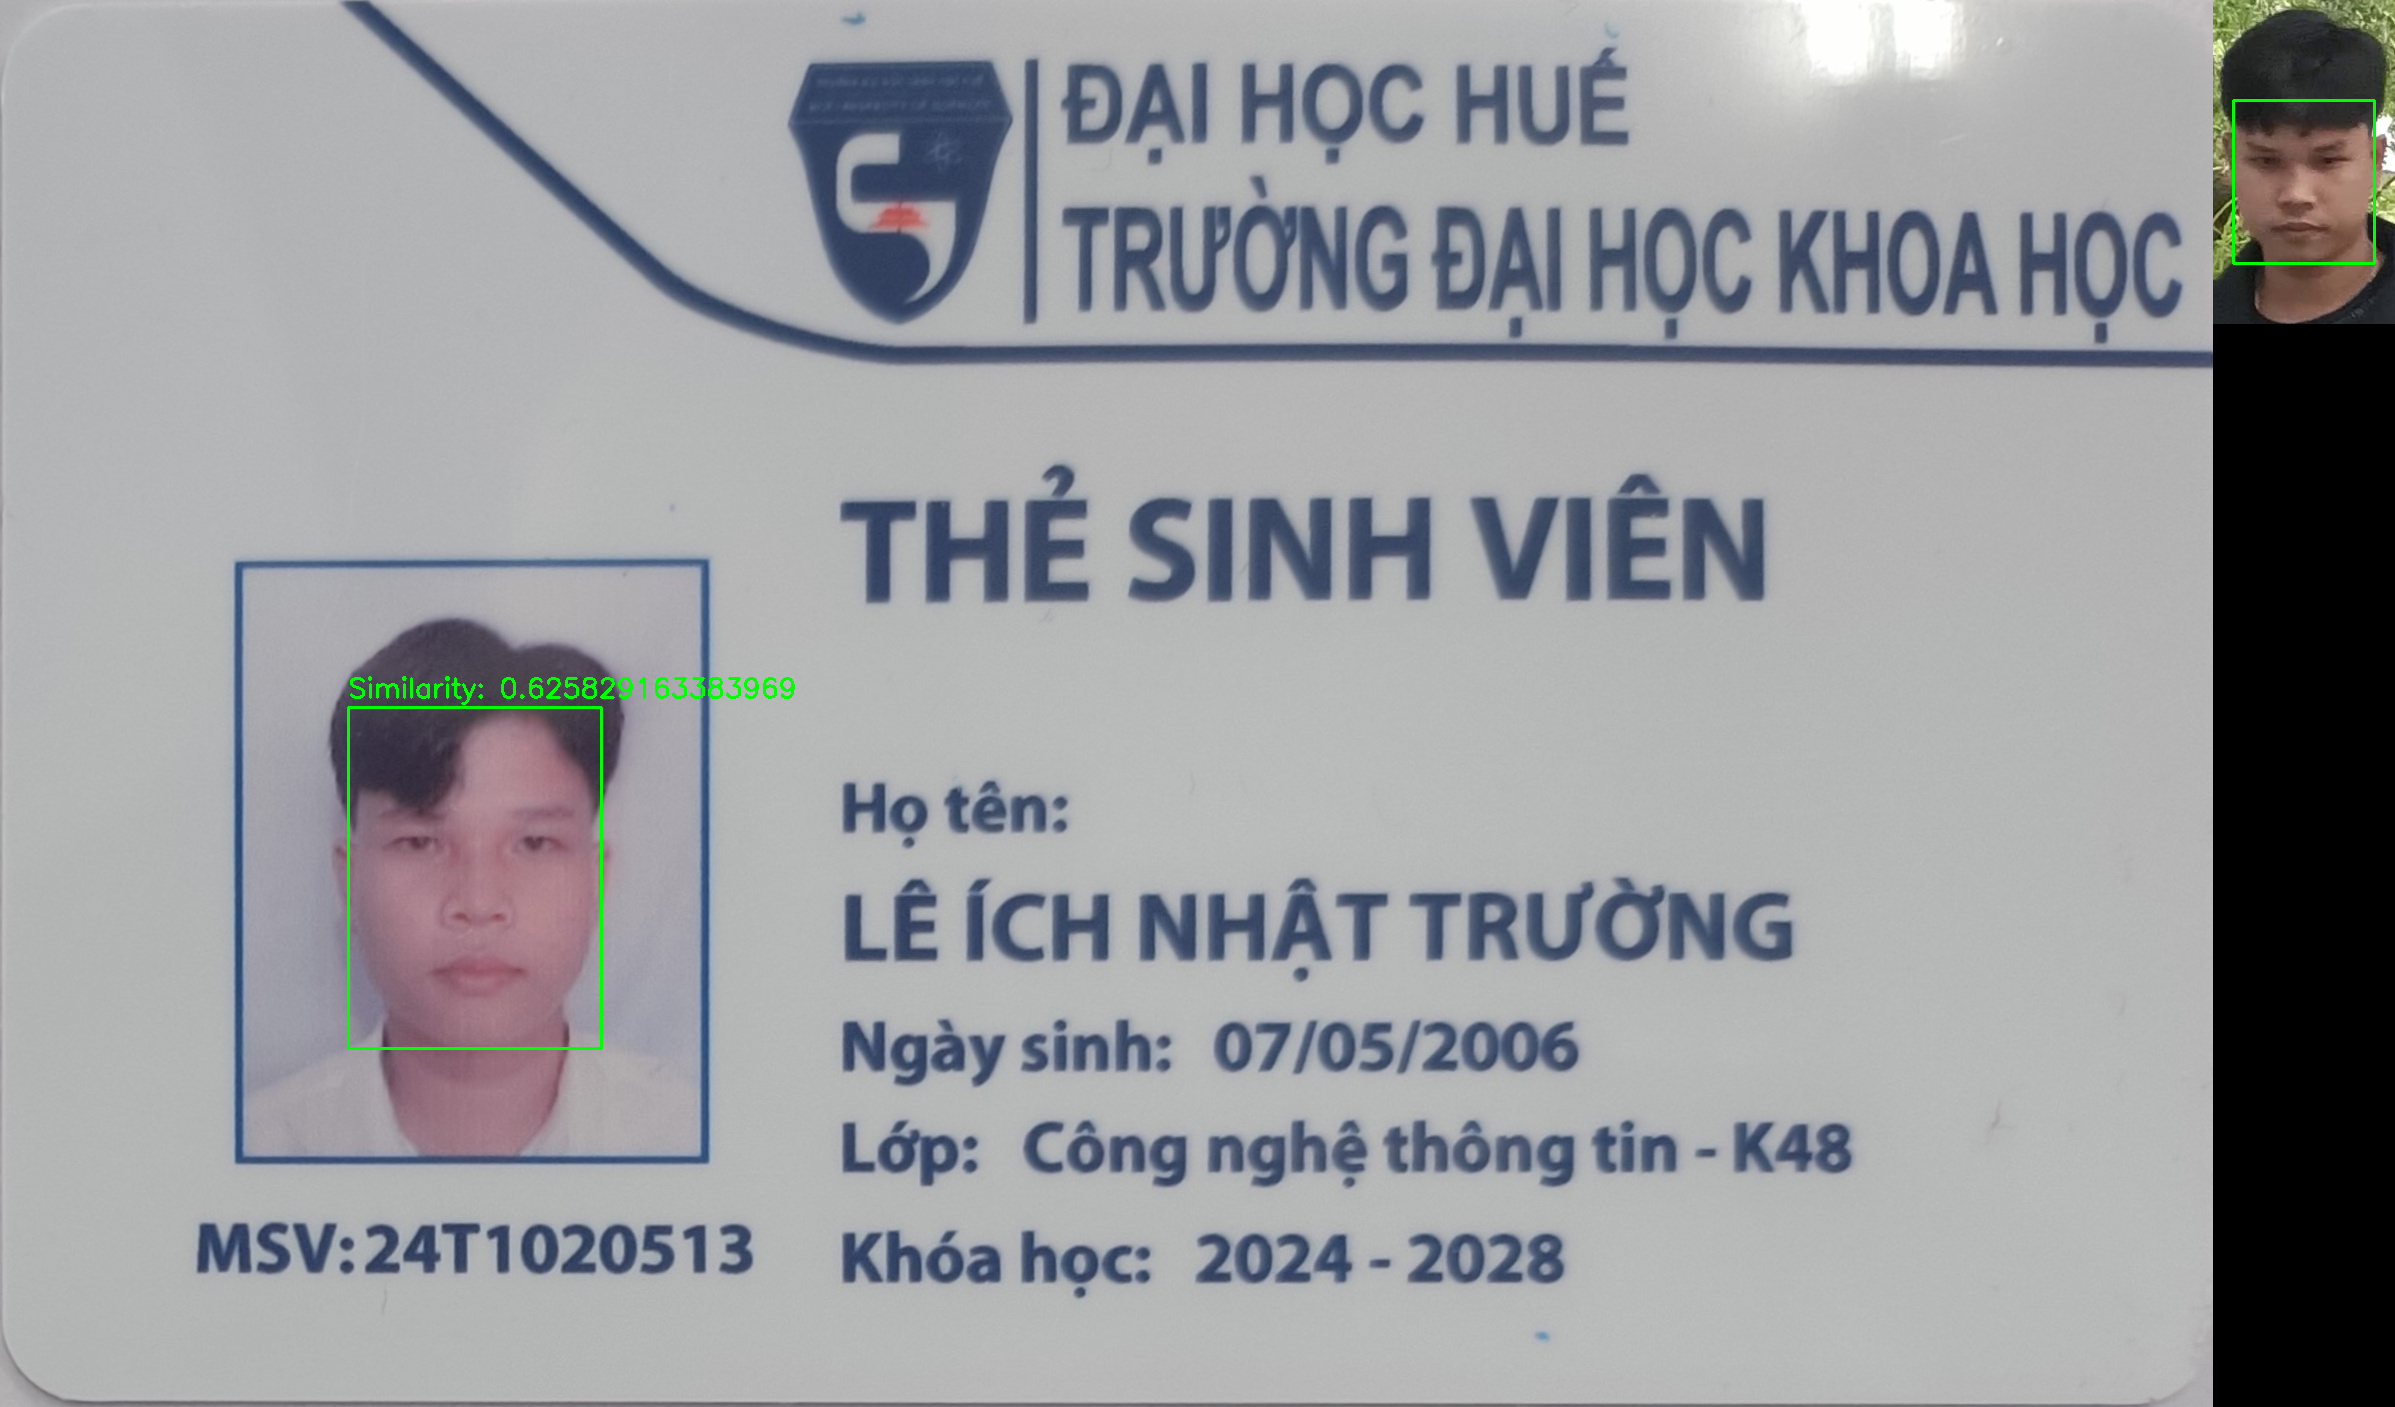 ĐẠI HỌC HUẾ
TRƯỜNG ĐẠI HỌC KHOA HỌC
THẺ SINH VIÊN
Similarity: 0.625829163383969
Họ tên:
LÊ ÍCH NHẬT TRƯỜNG
Ngày sinh: 07/05/2006
Lớp: Công nghệ thông tin - K48
MSV: 24T1020513
Khóa học: 2024 - 2028